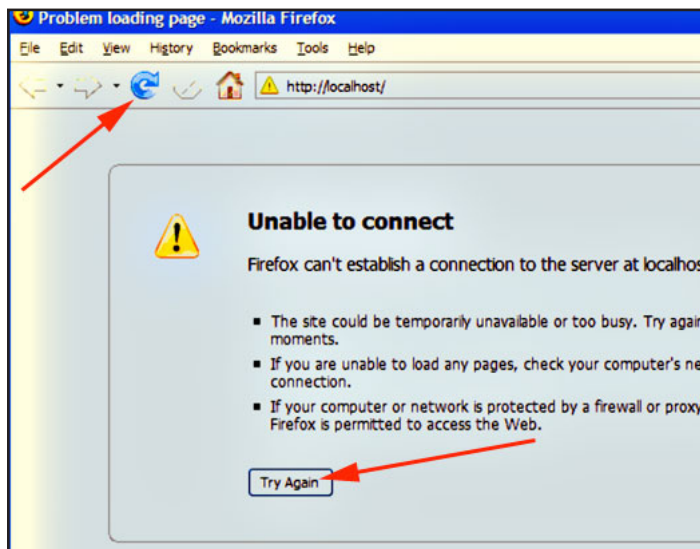 Problem loading page - Mozilla Firefox
File Edit View History Bookmarks Tools Help
http://localhost/
Unable to connect
Firefox can't establish a connection to the server at localhos
The site could be temporarily unavailable or too busy. Try again
moments.
If you are unable to load any pages, check your computer's ne
connection.
If your computer or network is protected by a firewall or proxy
Firefox is permitted to access the Web.
Try Again